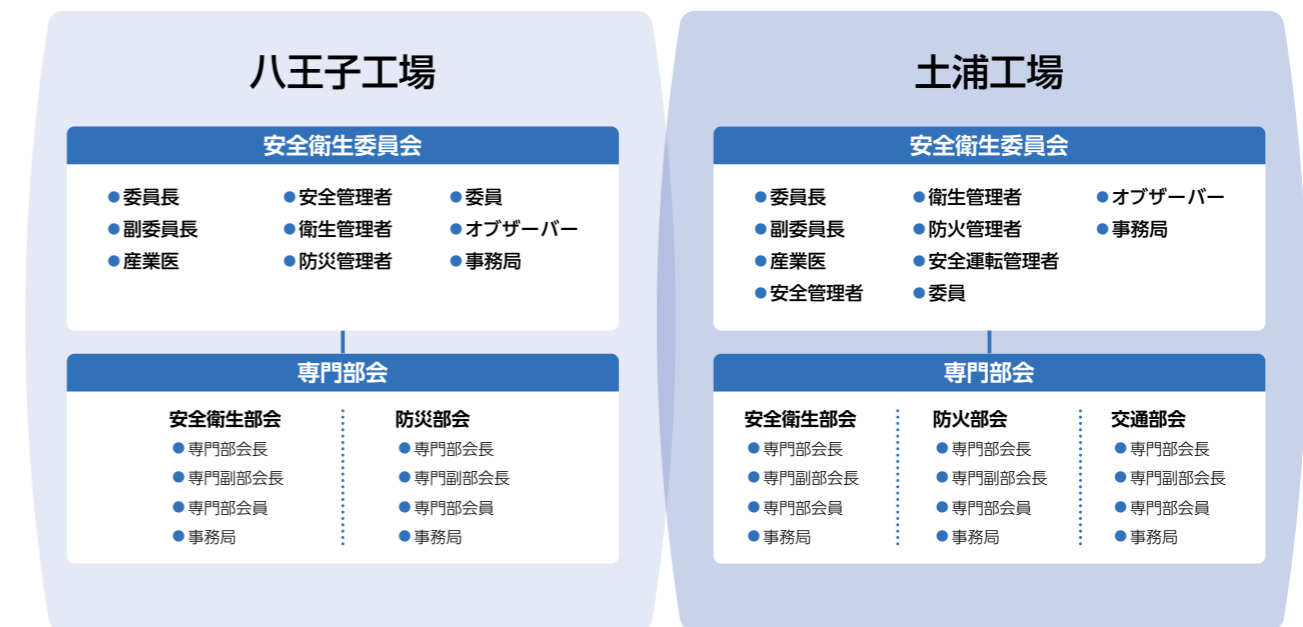 八王子工場
安全衛生委員会
●委員長
●副委員長
●産業医
●安全管理者
●衛生管理者
●防災管理者
●委員
●オブザーバー
●事務局
専門部会
安全衛生部会
●専門部会長
●専門副部会長
●専門部会員
●事務局
防災部会
●専門部会長
●専門副部会長
●専門部会員
●事務局
土浦工場
安全衛生委員会
●委員長
●副委員長
●産業医
●安全管理者
●衛生管理者
●防火管理者
●安全運転管理者
●委員
●オブザーバー
●事務局
専門部会
安全衛生部会
●専門部会長
●専門副部会長
●専門部会員
●事務局
防火部会
●専門部会長
●専門副部会長
●専門部会員
●事務局
交通部会
●専門部会長
●専門副部会長
●専門部会員
●事務局